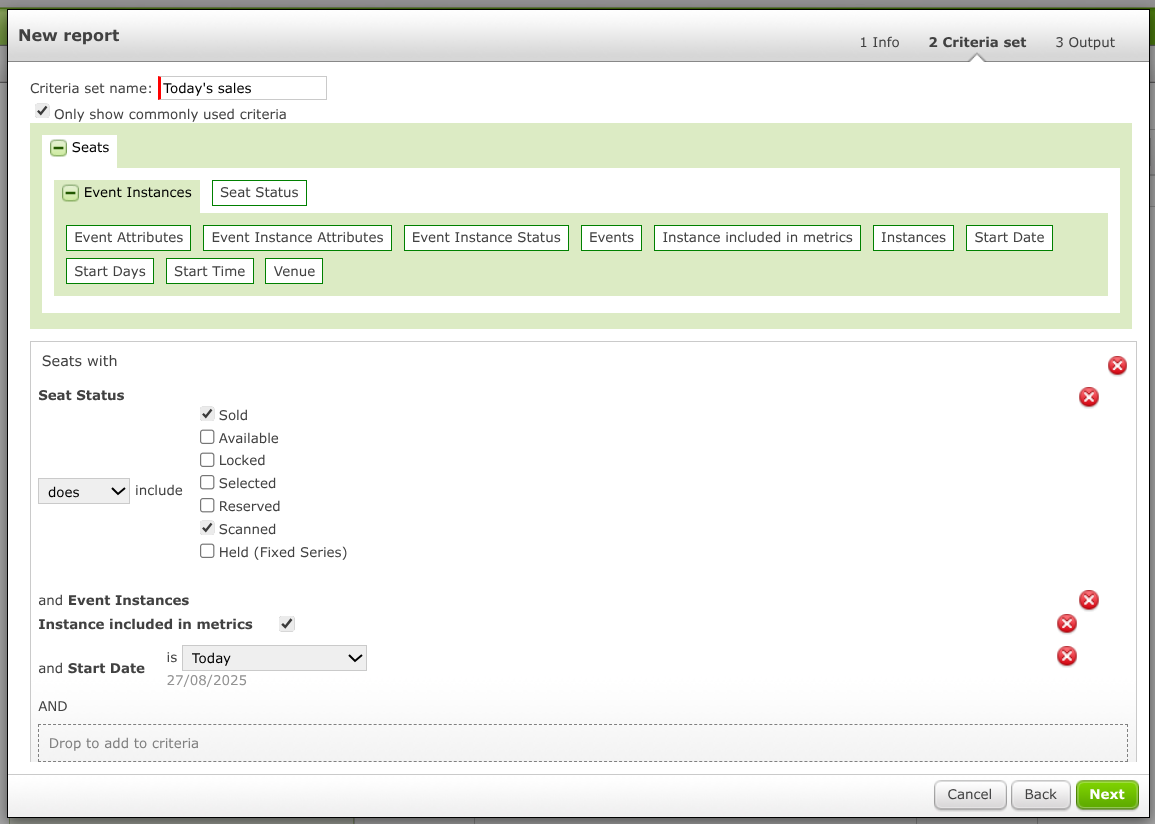 New report
1 Info 2 Criteria set 3 Output
Criteria set name: Today's sales
Only show commonly used criteria
Seats
Event Instances Seat Status
Event Attributes Event Instance Attributes Event Instance Status Events Instance included in metrics Instances Start Date
Start Days Start Time Venue
Seats with
Seat Status
Sold
Available
Locked
Selected
does include
Reserved
Scanned
Held (Fixed Series)
and Event Instances
Instance included in metrics
and Start Date is Today
27/08/2025
AND
Drop to add to criteria
Cancel Back Next